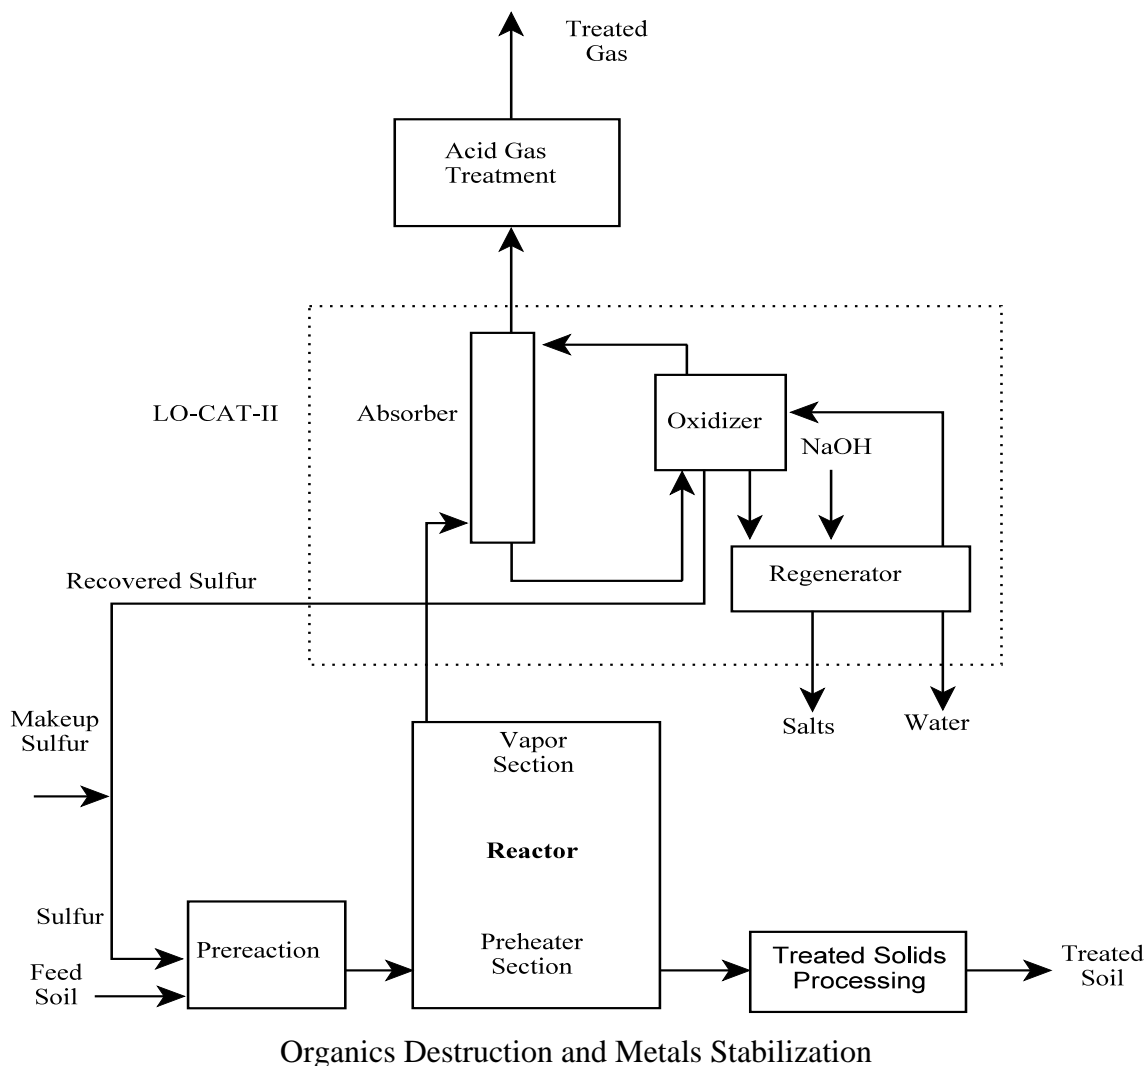 Treated
Gas
Acid Gas
Treatment
LO-CAT-II
Absorber
Oxidizer
NaOH
Recovered Sulfur
Regenerator
Makeup
Sulfur
Salts
Water
Vapor
Section
Reactor
Sulfur
Prereaction
Preheater
Section
Treated Solids
Processing
Treated
Soil
Feed
Soil
Organics Destruction and Metals Stabilization